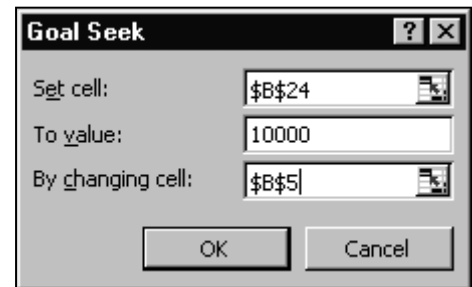 Goal Seek ? ×
Set cell: $B$24
To value: 10000
By changing cell: $B$5
OK Cancel